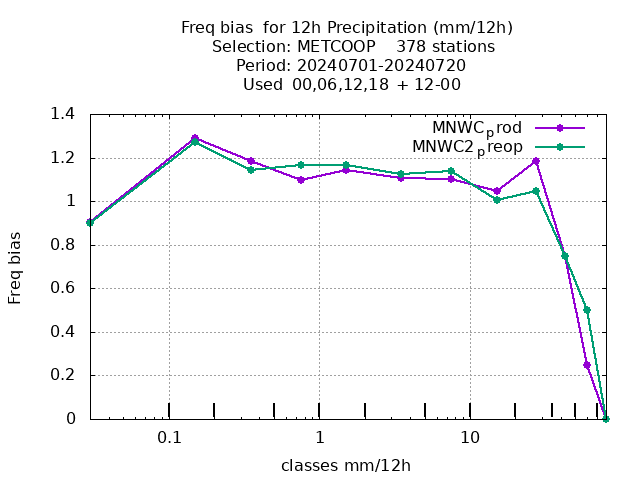 Freq bias  for 12h Precipitation (mm/12h)
Selection: METCOOP    378 stations
Period: 20240701-20240720
Used  00,06,12,18  + 12-00
MNWCprod
MNWC2preop
1.4
1.2
1
0.8
0.6
0.4
0.2
0
Freq bias
0.1
1
10
classes mm/12h